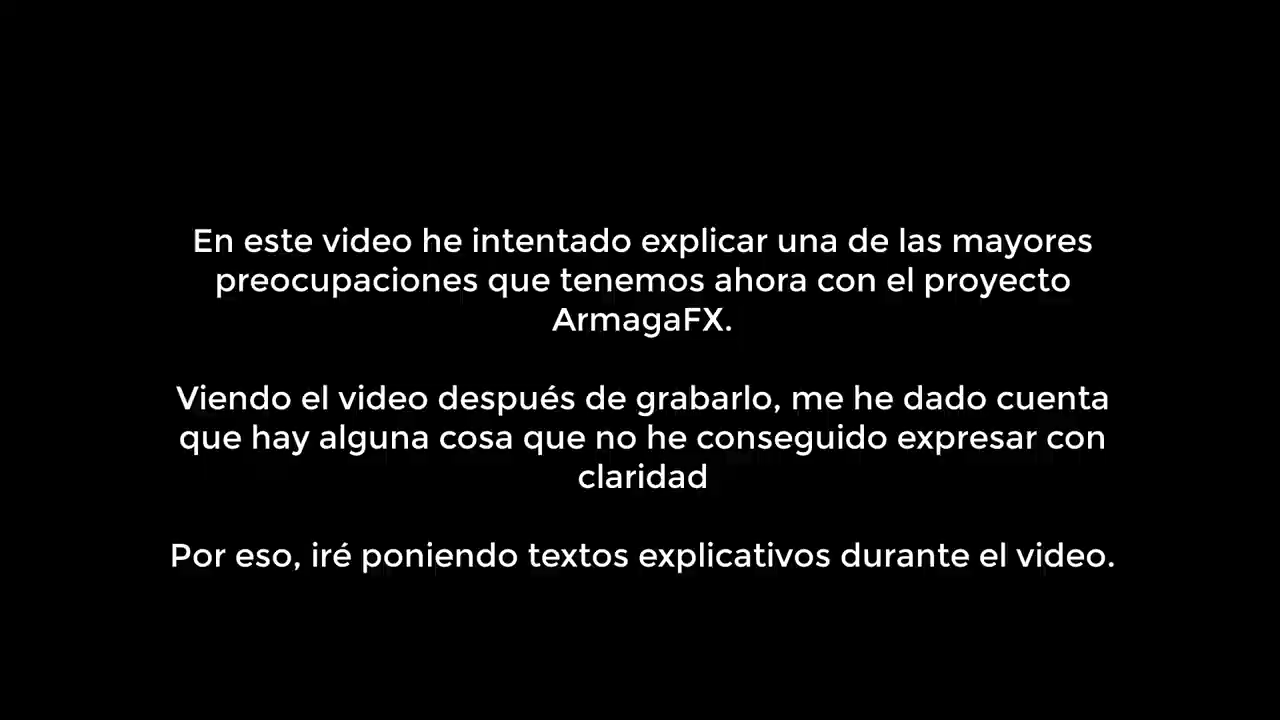 En este video he intentado explicar una de las mayores
preocupaciones que tenemos ahora con el proyecto
ArmagaFX.
Viendo el video después de grabarlo, me he dado cuenta
que hay alguna cosa que no he conseguido expresar con
claridad
Por eso, iré poniendo textos explicativos durante el video.